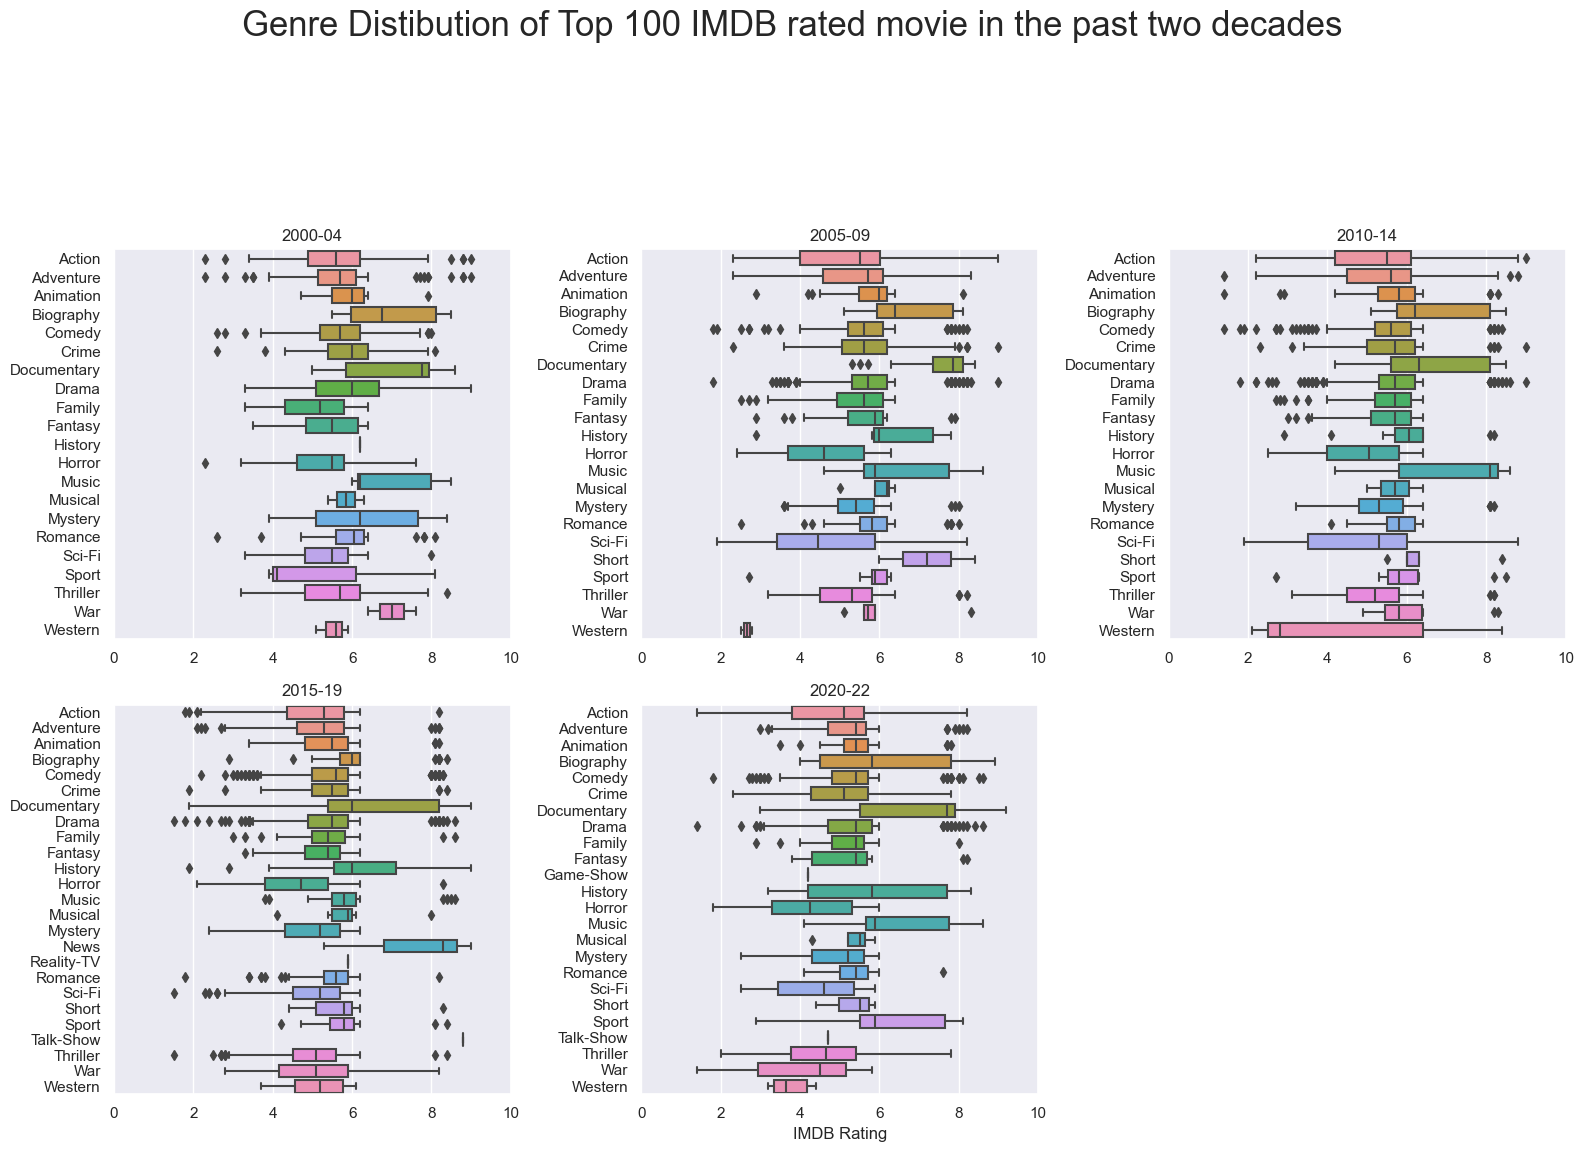 Genre Distibution of Top 100 IMDB rated movie in the past two decades
2000-04
Action
Adventure
Animation
Biography
Comedy
Crime
Documentary
Drama
Family
Fantasy
History
Horror
Music
Musical
Mystery
Romance
Sci-Fi
Sport
Thriller
War
Western
0 2 4 6 8 10
2005-09
Action
Adventure
Animation
Biography
Comedy
Crime
Documentary
Drama
Family
Fantasy
History
Horror
Music
Musical
Mystery
Romance
Sci-Fi
Short
Sport
Thriller
War
Western
0 2 4 6 8 10
2010-14
Action
Adventure
Animation
Biography
Comedy
Crime
Documentary
Drama
Family
Fantasy
History
Horror
Music
Musical
Mystery
Romance
Sci-Fi
Short
Sport
Thriller
War
Western
0 2 4 6 8 10
2015-19
Action
Adventure
Animation
Biography
Comedy
Crime
Documentary
Drama
Family
Fantasy
History
Horror
Music
Musical
Mystery
News
Reality-TV
Romance
Sci-Fi
Short
Sport
Talk-Show
Thriller
War
Western
0 2 4 6 8 10
2020-22
Action
Adventure
Animation
Biography
Comedy
Crime
Documentary
Drama
Family
Fantasy
Game-Show
History
Horror
Music
Musical
Mystery
Romance
Sci-Fi
Short
Sport
Talk-Show
Thriller
War
Western
0 2 4 6 8 10
IMDB Rating